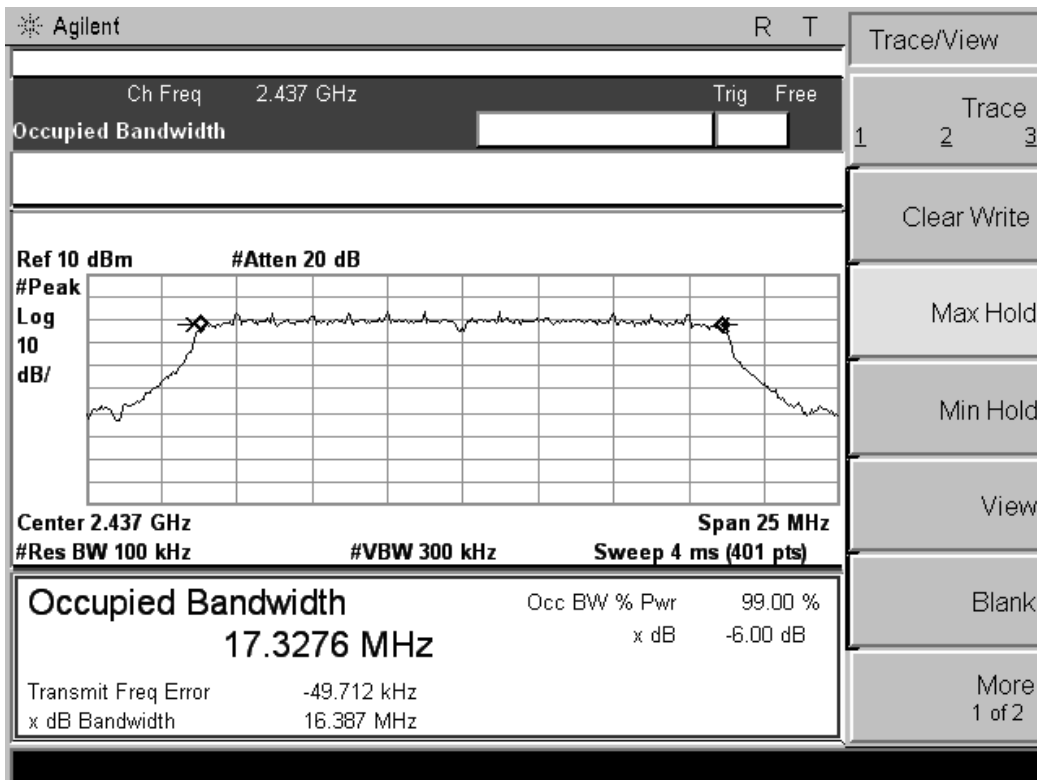 Agilent R T
Ch Freq 2.437 GHz Trig Free
Occupied Bandwidth
Ref 10 dBm #Atten 20 dB
#Peak
Log
10
dB/
Center 2.437 GHz Span 25 MHz
#Res BW 100 kHz #VBW 300 kHz Sweep 4 ms (401 pts)
Occupied Bandwidth Occ BW % Pwr 99.00 %
17.3276 MHz x dB -6.00 dB
Transmit Freq Error -49.712 kHz
x dB Bandwidth 16.387 MHz
Trace/View
Trace
1 2 3
Clear Write
Max Hold
Min Hold
View
Blank
More
1 of 2